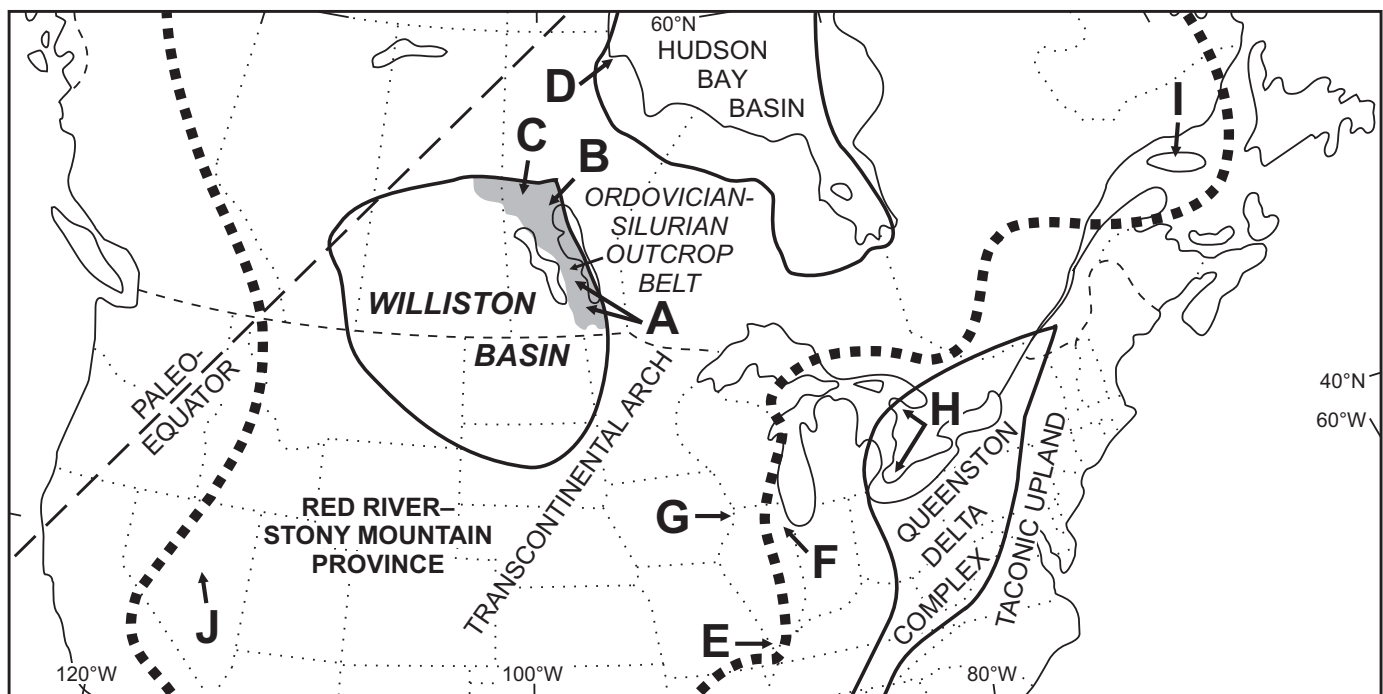 60°N
HUDSON
BAY
BASIN
D
I
C
B
ORDOVICIAN-
SILURIAN
OUTCROP
BELT
WILLISTON
A
BASIN
PALEO-
EQUATOR
40°N
60°W
H
TRANSCONTINENTAL ARCH
QUEENSTON
DELTA
COMPLEX
TACONIC UPLAND
RED RIVER–
STONY MOUNTAIN
PROVINCE
G
F
J
E
120°W
100°W
80°W